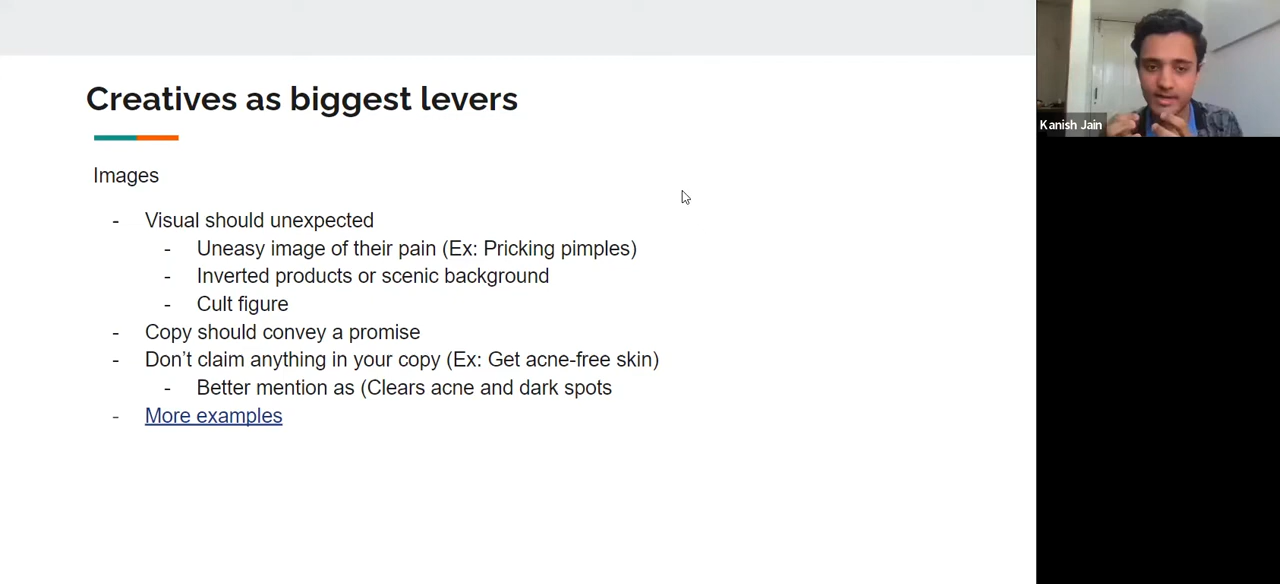 Creatives as biggest levers
Images
- Visual should unexpected
- Uneasy image of their pain (Ex: Pricking pimples)
- Inverted products or scenic background
- Cult figure
- Copy should convey a promise
- Don’t claim anything in your copy (Ex: Get acne-free skin)
- Better mention as (Clears acne and dark spots
- More examples
Kanish Jain